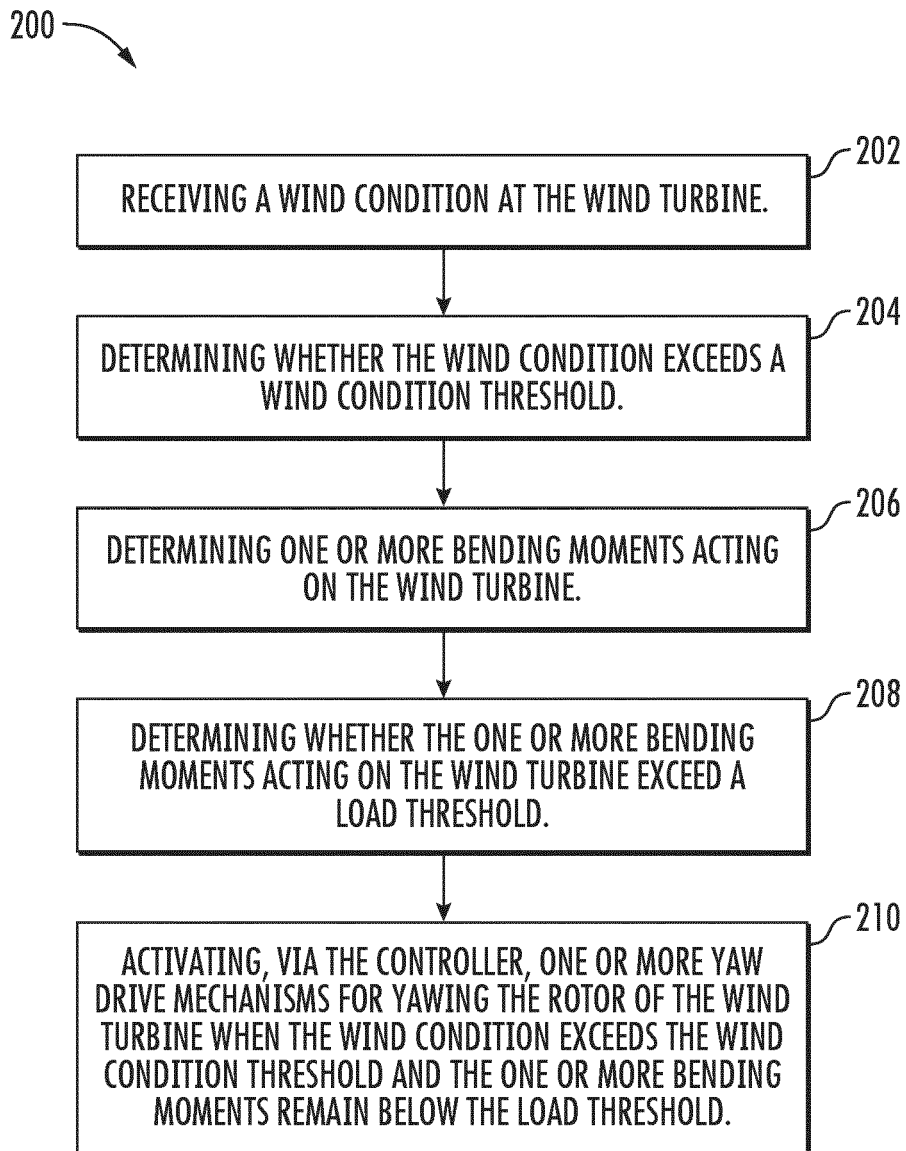 200
202
RECEIVING A WIND CONDITION AT THE WIND TURBINE.
204
DETERMINING WHETHER THE WIND CONDITION EXCEEDS A
WIND CONDITION THRESHOLD.
206
DETERMINING ONE OR MORE BENDING MOMENTS ACTING
ON THE WIND TURBINE.
208
DETERMINING WHETHER THE ONE OR MORE BENDING
MOMENTS ACTING ON THE WIND TURBINE EXCEED A
LOAD THRESHOLD.
210
ACTIVATING, VIA THE CONTROLLER, ONE OR MORE YAW
DRIVE MECHANISMS FOR YAWING THE ROTOR OF THE WIND
TURBINE WHEN THE WIND CONDITION EXCEEDS THE WIND
CONDITION THRESHOLD AND THE ONE OR MORE BENDING
MOMENTS REMAIN BELOW THE LOAD THRESHOLD.